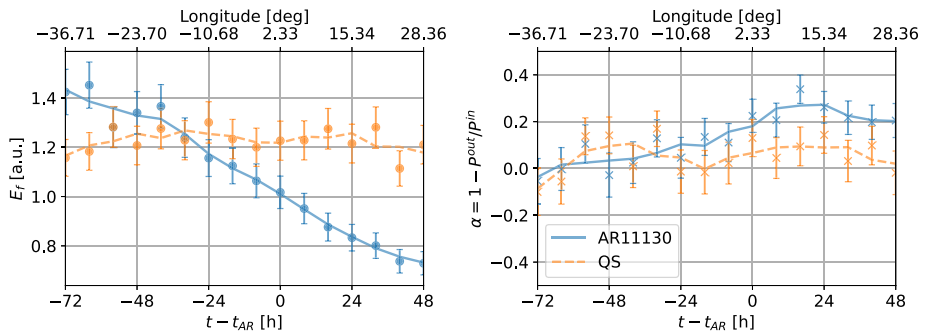 Longitude [deg]
−36.71 −23.70 −10.68 2.33 15.34 28.36
1.4
1.2
1.0
0.8
E_f [a.u.]
−72 −48 −24 0 24 48
t − t_AR [h]
Longitude [deg]
−36.71 −23.70 −10.68 2.33 15.34 28.36
0.4
0.2
0.0
−0.2
−0.4
α = 1 − P^out/P^in
AR11130
QS
−72 −48 −24 0 24 48
t − t_AR [h]